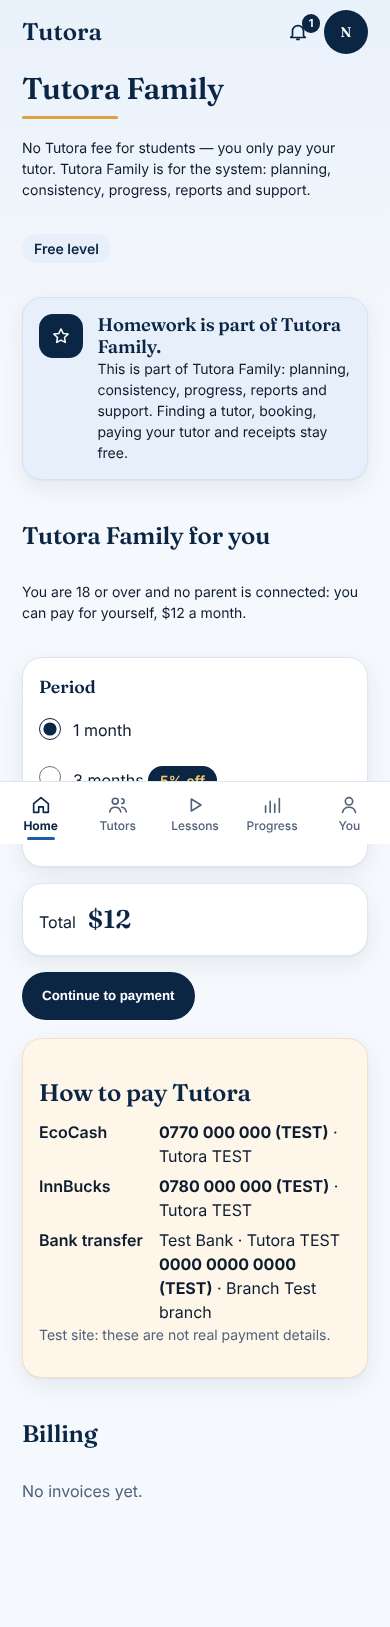 Tutora
1
N
Tutora Family
No Tutora fee for students — you only pay your
tutor. Tutora Family is for the system: planning,
consistency, progress, reports and support.
Free level
Homework is part of Tutora
Family.
This is part of Tutora Family: planning,
consistency, progress, reports and
support. Finding a tutor, booking,
paying your tutor and receipts stay
free.
Tutora Family for you
You are 18 or over and no parent is connected: you
can pay for yourself, $12 a month.
Period
1 month
3 months 5% off
Home
Tutors
Lessons
Progress
You
Total $12
Continue to payment
How to pay Tutora
EcoCash 0770 000 000 (TEST) ·
Tutora TEST
InnBucks 0780 000 000 (TEST) ·
Tutora TEST
Bank transfer Test Bank · Tutora TEST
0000 0000 0000
(TEST) · Branch Test
branch
Test site: these are not real payment details.
Billing
No invoices yet.